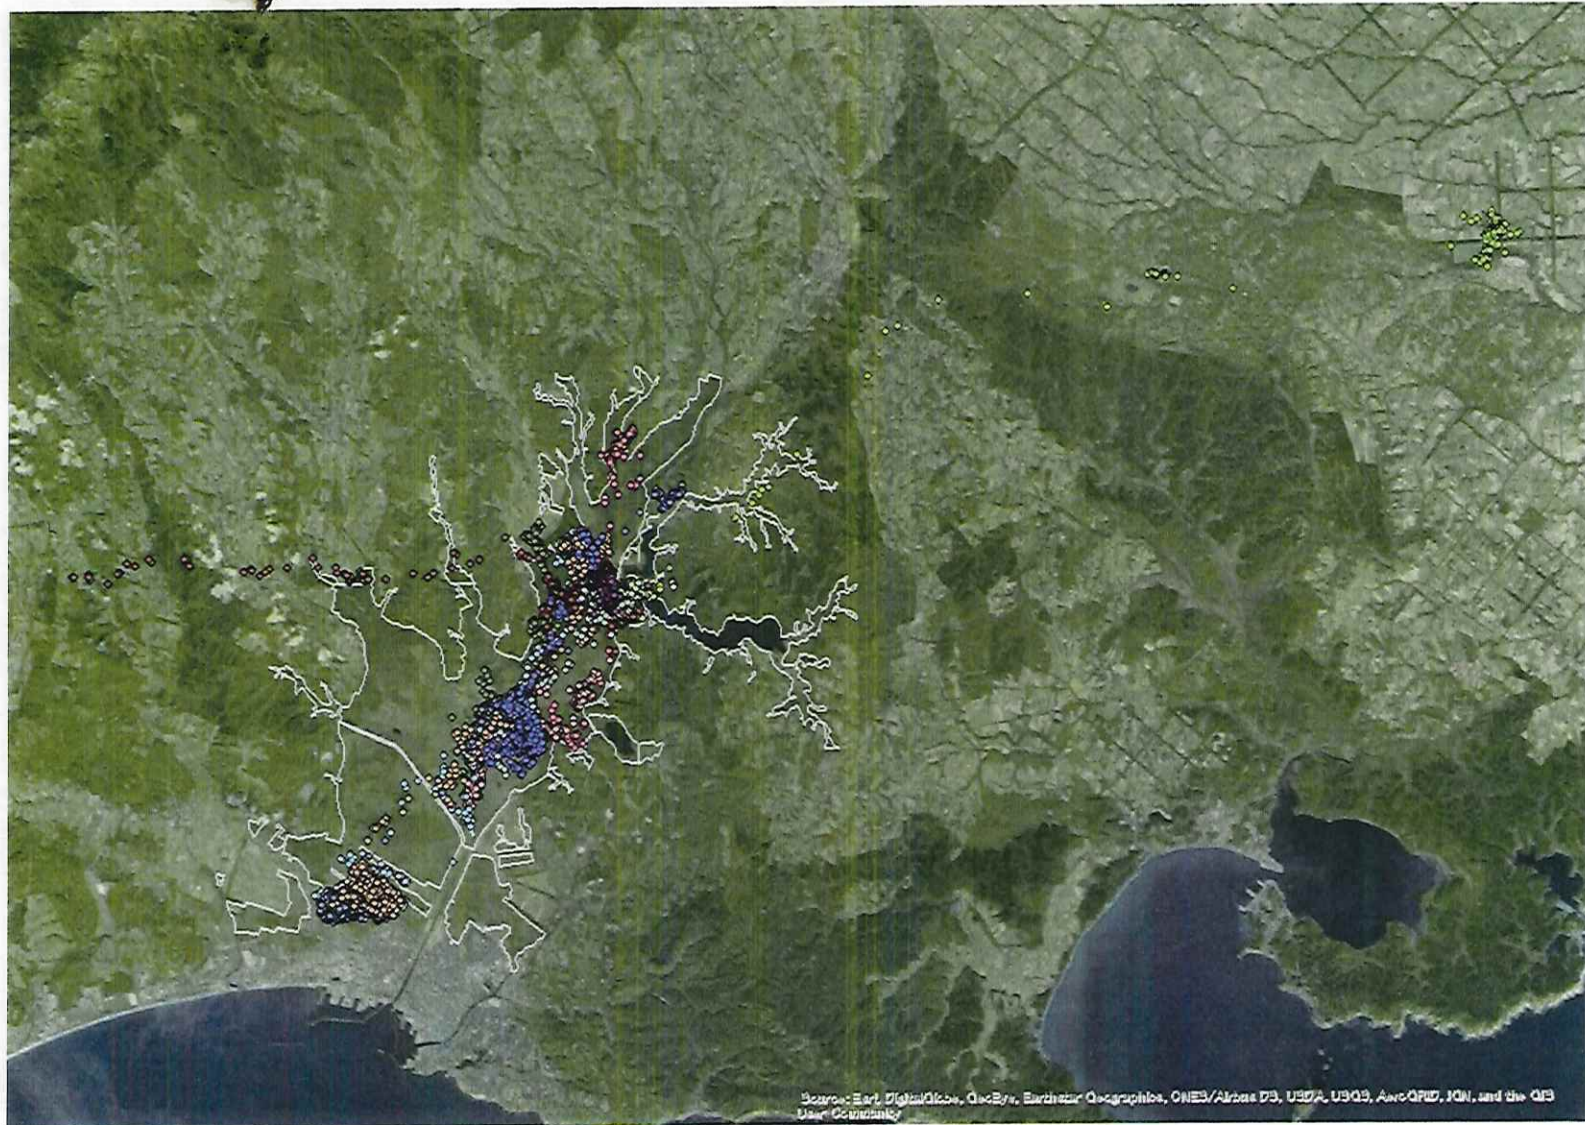 Source: Esri, DigitalGlobe, GeoEye, Earthstar Geographics, CNES/Airbus DS, USDA, USGS, AeroGRID, IGN, and the GIS
User Community